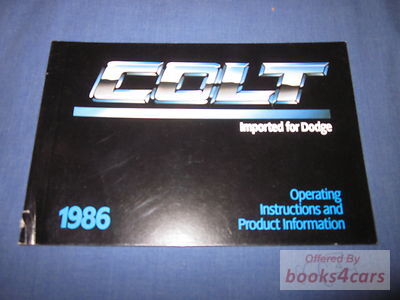 COLT
Imported for Dodge
1986
Operating
Instructions and
Product Information
Offered By
books4cars